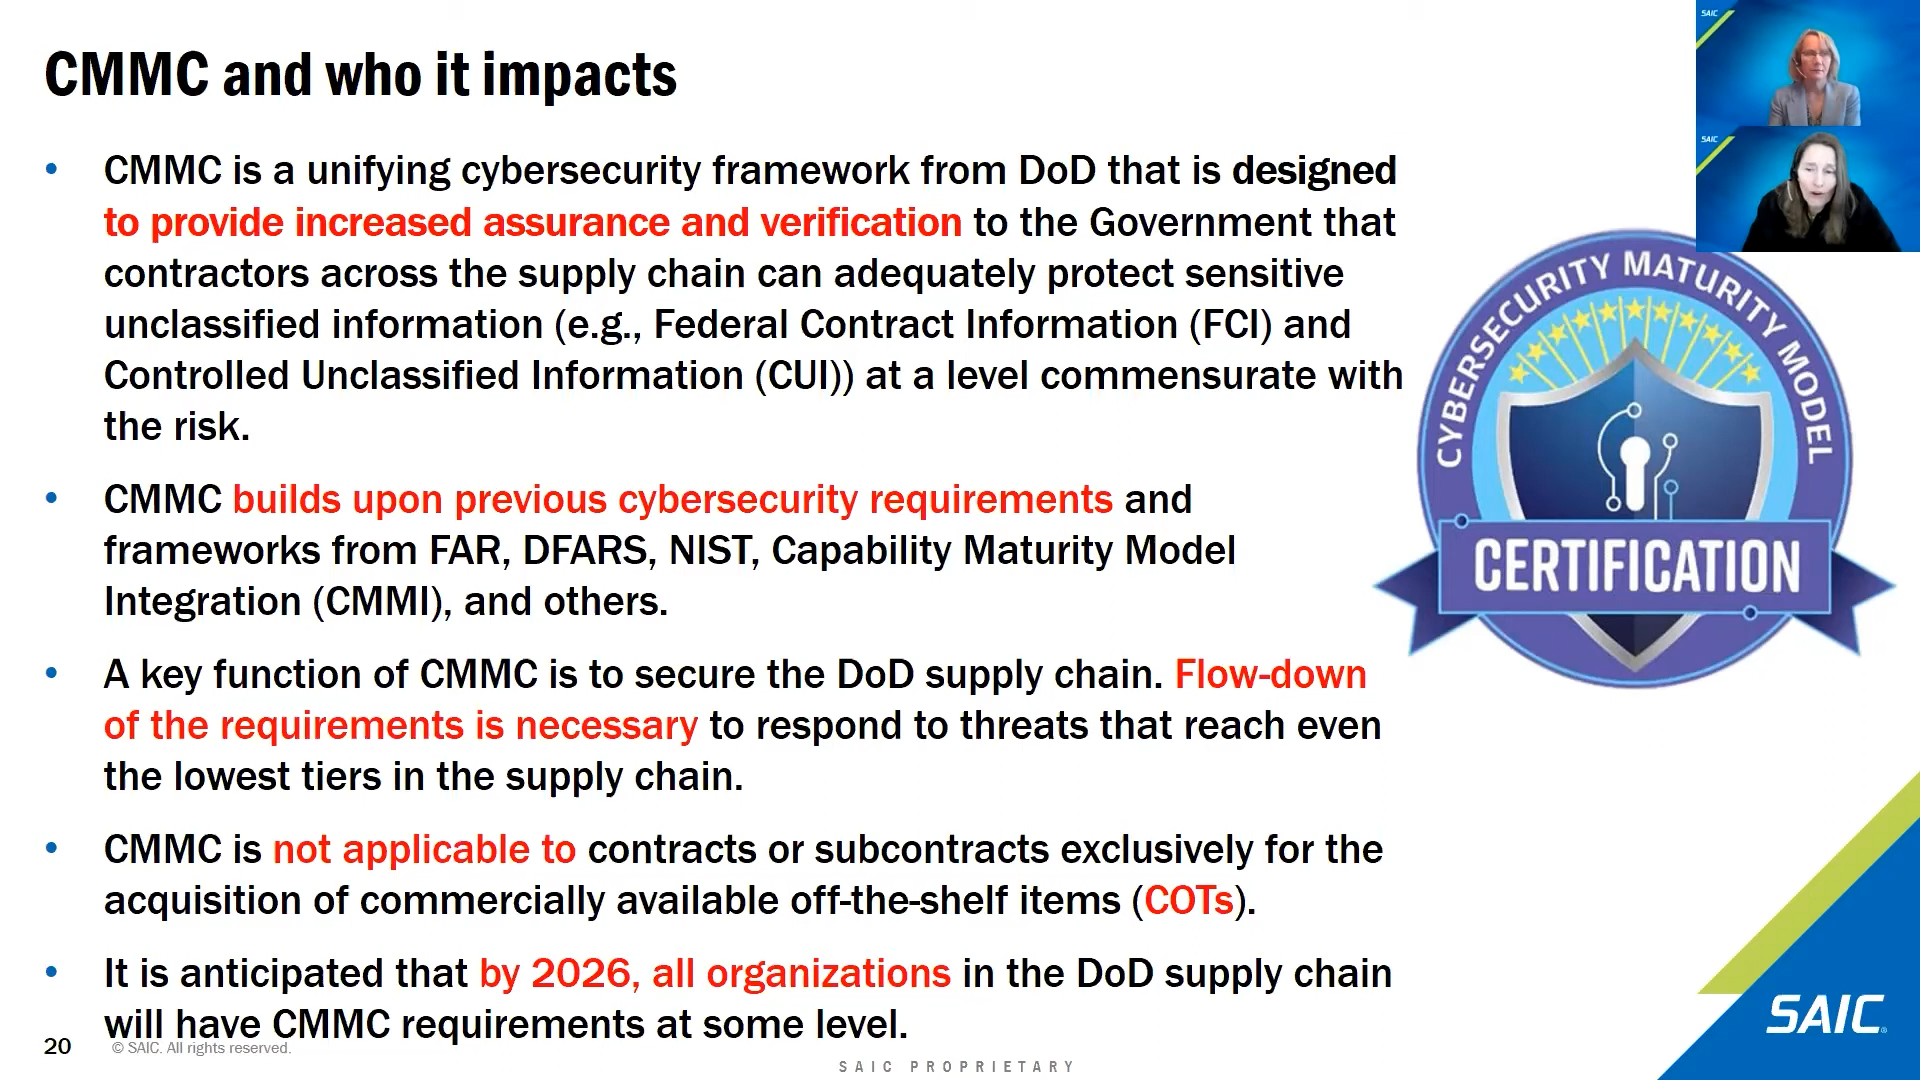 CMMC and who it impacts
• CMMC is a unifying cybersecurity framework from DoD that is designed
to provide increased assurance and verification to the Government that
contractors across the supply chain can adequately protect sensitive
unclassified information (e.g., Federal Contract Information (FCI) and
Controlled Unclassified Information (CUI)) at a level commensurate with
the risk.
• CMMC builds upon previous cybersecurity requirements and
frameworks from FAR, DFARS, NIST, Capability Maturity Model
Integration (CMMI), and others.
• A key function of CMMC is to secure the DoD supply chain. Flow-down
of the requirements is necessary to respond to threats that reach even
the lowest tiers in the supply chain.
• CMMC is not applicable to contracts or subcontracts exclusively for the
acquisition of commercially available off-the-shelf items (COTs).
• It is anticipated that by 2026, all organizations in the DoD supply chain
will have CMMC requirements at some level.
SAIC
SAIC
CYBERSECURITY MATURITY MODEL
CERTIFICATION
SAIC
20
© SAIC. All rights reserved.
SAIC PROPRIETARY